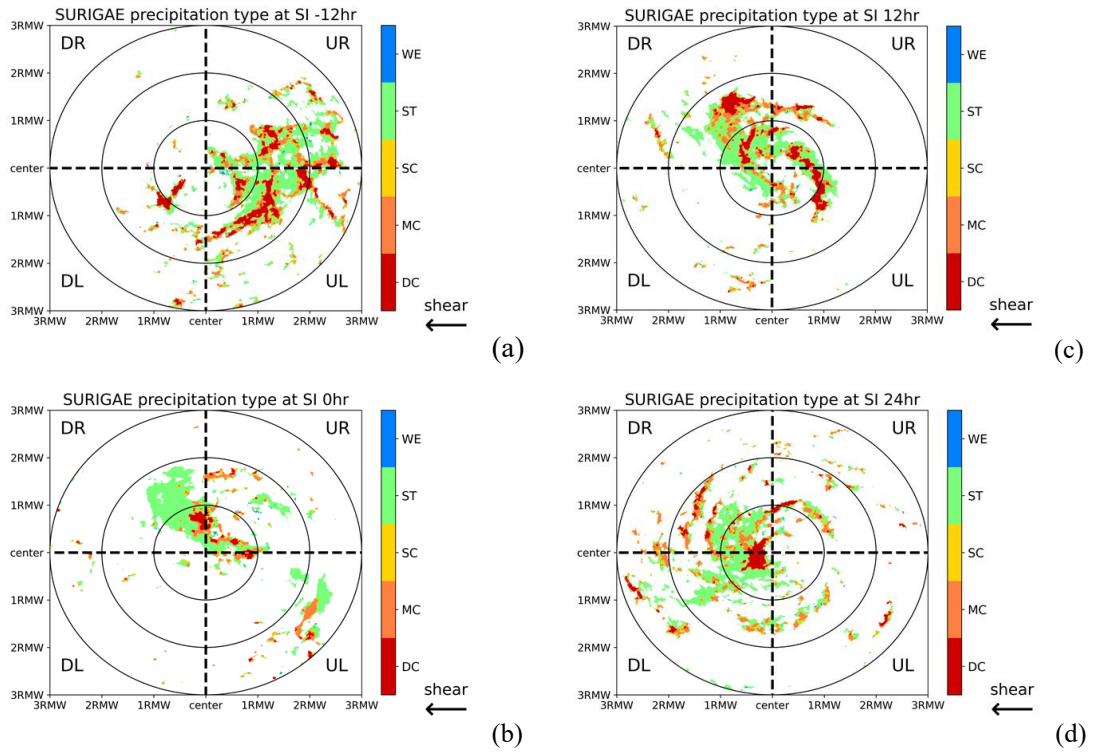 SURIGAE precipitation type at SI -12hr
3RMW
DR
UR
WE
2RMW
ST
1RMW
center
SC
1RMW
MC
2RMW
DL
UL
DC
3RMW
3RMW 2RMW 1RMW center 1RMW 2RMW 3RMW
shear
(a)
SURIGAE precipitation type at SI 12hr
3RMW
DR
UR
WE
2RMW
ST
1RMW
center
SC
1RMW
MC
2RMW
DL
UL
DC
3RMW
3RMW 2RMW 1RMW center 1RMW 2RMW 3RMW
shear
(c)
SURIGAE precipitation type at SI 0hr
3RMW
DR
UR
WE
2RMW
ST
1RMW
center
SC
1RMW
MC
2RMW
DL
UL
DC
3RMW
3RMW 2RMW 1RMW center 1RMW 2RMW 3RMW
shear
(b)
SURIGAE precipitation type at SI 24hr
3RMW
DR
UR
WE
2RMW
ST
1RMW
center
SC
1RMW
MC
2RMW
DL
UL
DC
3RMW
3RMW 2RMW 1RMW center 1RMW 2RMW 3RMW
shear
(d)